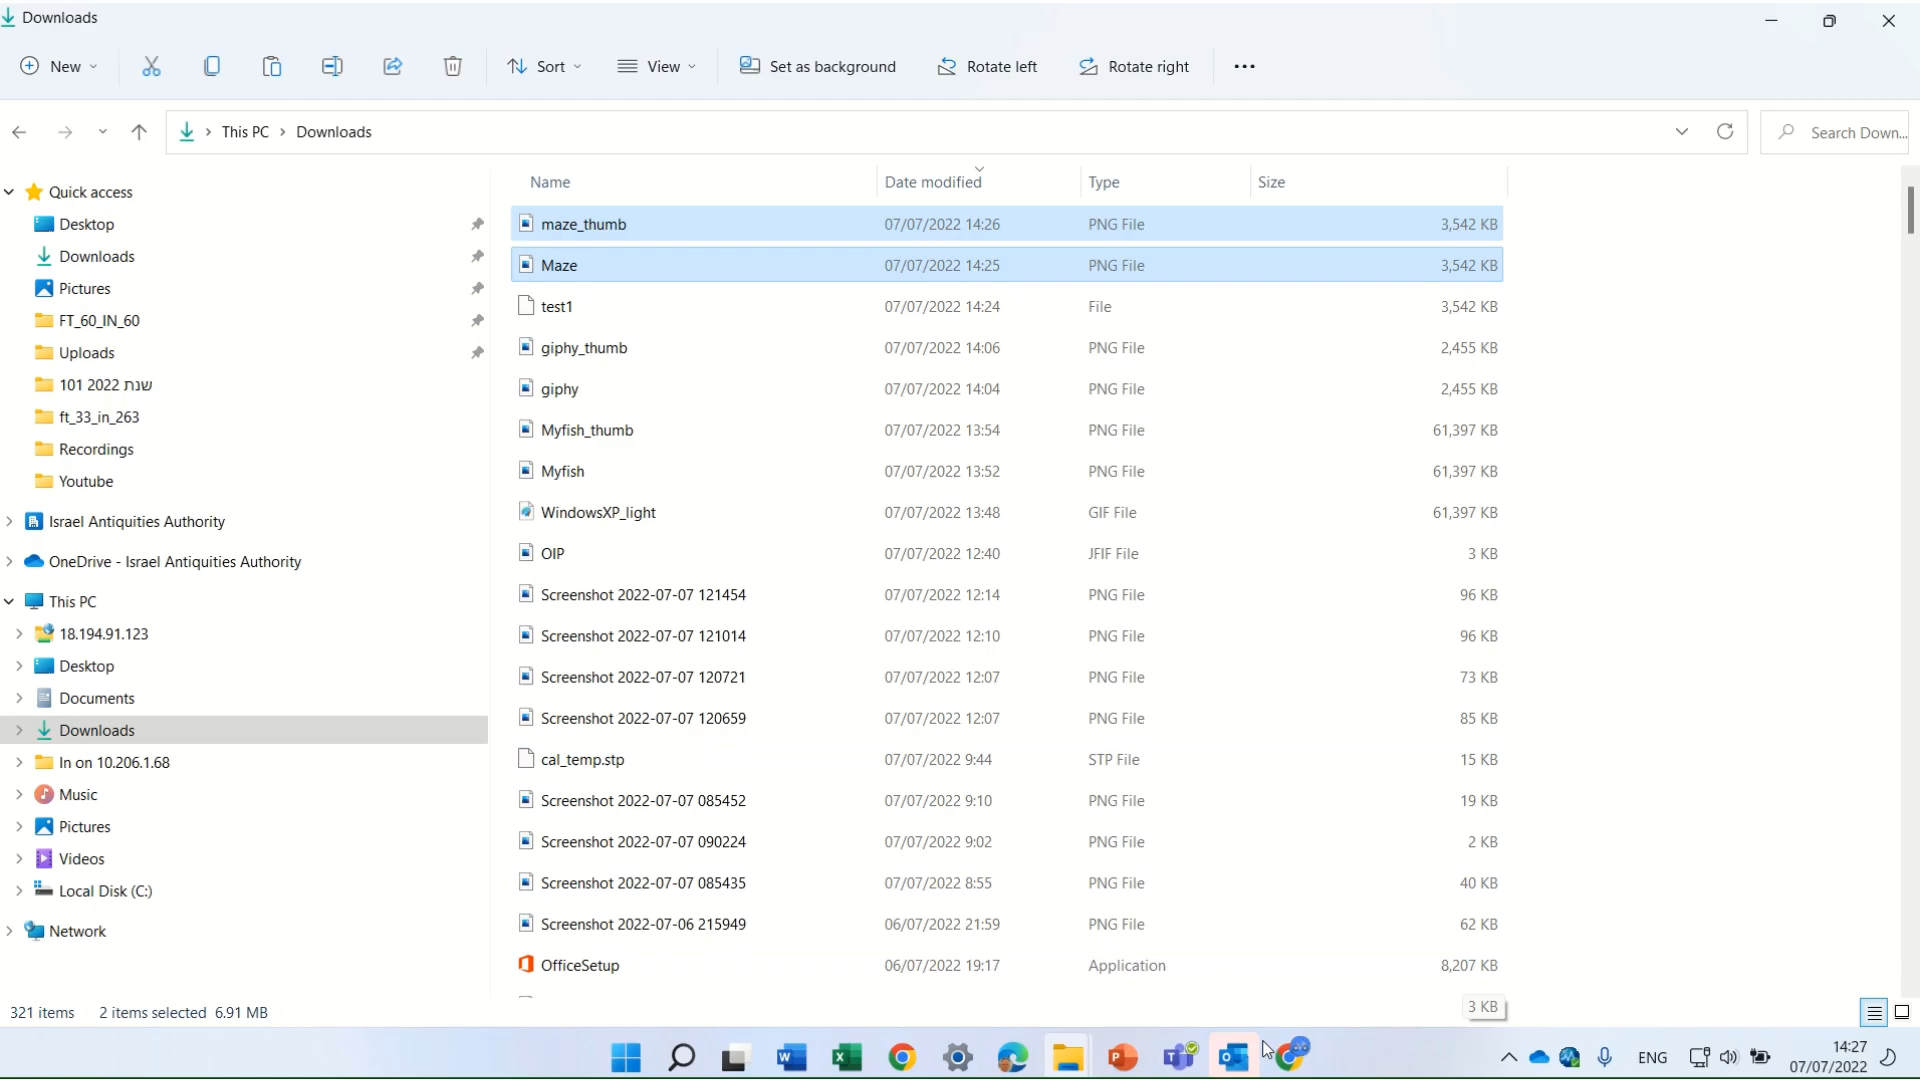 Downloads
New
Sort
View
Set as background
Rotate left
Rotate right
This PC
Downloads
Search Down...
Name
Date modified
Type
Size
Quick access
Desktop
Downloads
Pictures
FT_60_IN_60
Uploads
שנת 2022 101
ft_33_in_263
Recordings
Youtube
Israel Antiquities Authority
OneDrive - Israel Antiquities Authority
This PC
18.194.91.123
Desktop
Documents
Downloads
In on 10.206.1.68
Music
Pictures
Videos
Local Disk (C:)
Network
maze_thumb 07/07/2022 14:26 PNG File 3,542 KB
Maze 07/07/2022 14:25 PNG File 3,542 KB
test1 07/07/2022 14:24 File 3,542 KB
giphy_thumb 07/07/2022 14:06 PNG File 2,455 KB
giphy 07/07/2022 14:04 PNG File 2,455 KB
Myfish_thumb 07/07/2022 13:54 PNG File 61,397 KB
Myfish 07/07/2022 13:52 PNG File 61,397 KB
WindowsXP_light 07/07/2022 13:48 GIF File 61,397 KB
OIP 07/07/2022 12:40 JFIF File 3 KB
Screenshot 2022-07-07 121454 07/07/2022 12:14 PNG File 96 KB
Screenshot 2022-07-07 121014 07/07/2022 12:10 PNG File 96 KB
Screenshot 2022-07-07 120721 07/07/2022 12:07 PNG File 73 KB
Screenshot 2022-07-07 120659 07/07/2022 12:07 PNG File 85 KB
cal_temp.stp 07/07/2022 9:44 STP File 15 KB
Screenshot 2022-07-07 085452 07/07/2022 9:10 PNG File 19 KB
Screenshot 2022-07-07 090224 07/07/2022 9:02 PNG File 2 KB
Screenshot 2022-07-07 085435 07/07/2022 8:55 PNG File 40 KB
Screenshot 2022-07-06 215949 06/07/2022 21:59 PNG File 62 KB
OfficeSetup 06/07/2022 19:17 Application 8,207 KB
3 KB
321 items 2 items selected 6.91 MB
ENG
14:27
07/07/2022